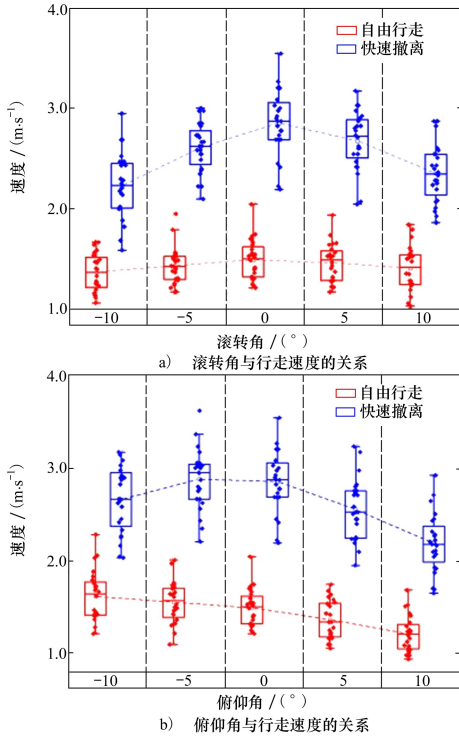 4.0
自由行走
快速撤离
3.0
速度 / (m·s⁻¹)
2.0
1.0
−10 −5 0 5 10
滚转角 / (°)
a) 滚转角与行走速度的关系
4.0
自由行走
快速撤离
3.0
速度 / (m·s⁻¹)
2.0
1.0
−10 −5 0 5 10
俯仰角 / (°)
b) 俯仰角与行走速度的关系